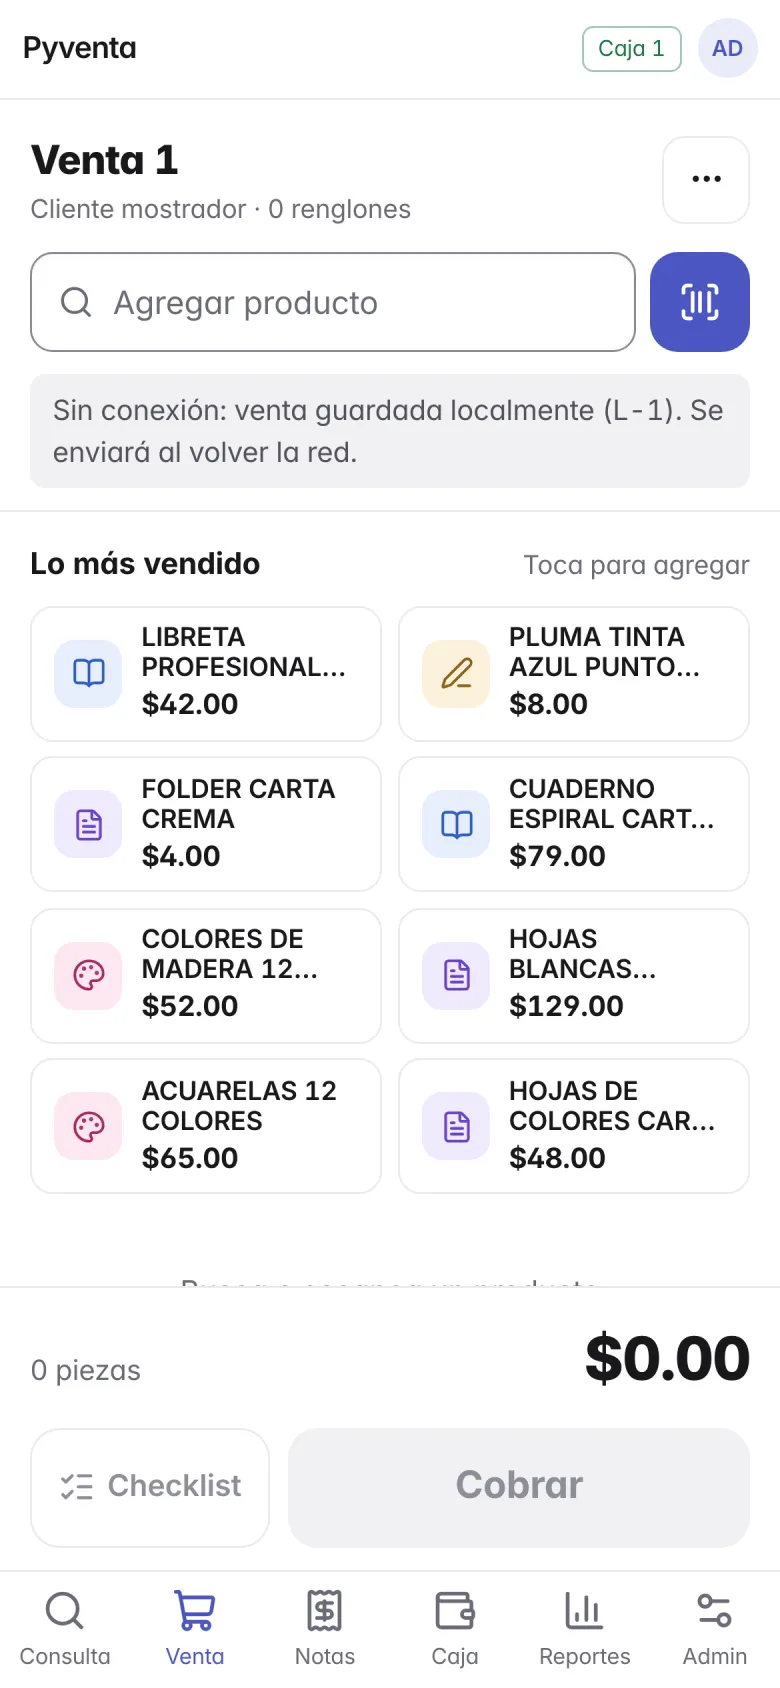 Pyventa
Caja 1
AD
Venta 1
Cliente mostrador · 0 renglones
Agregar producto
Sin conexión: venta guardada localmente (L-1). Se
enviará al volver la red.
Lo más vendido
Toca para agregar
LIBRETA
PROFESIONAL...
$42.00
PLUMA TINTA
AZUL PUNTO...
$8.00
FOLDER CARTA
CREMA
$4.00
CUADERNO
ESPIRAL CART...
$79.00
COLORES DE
MADERA 12...
$52.00
HOJAS
BLANCAS...
$129.00
ACUARELAS 12
COLORES
$65.00
HOJAS DE
COLORES CAR...
$48.00
0 piezas
$0.00
Checklist
Cobrar
Consulta
Venta
Notas
Caja
Reportes
Admin